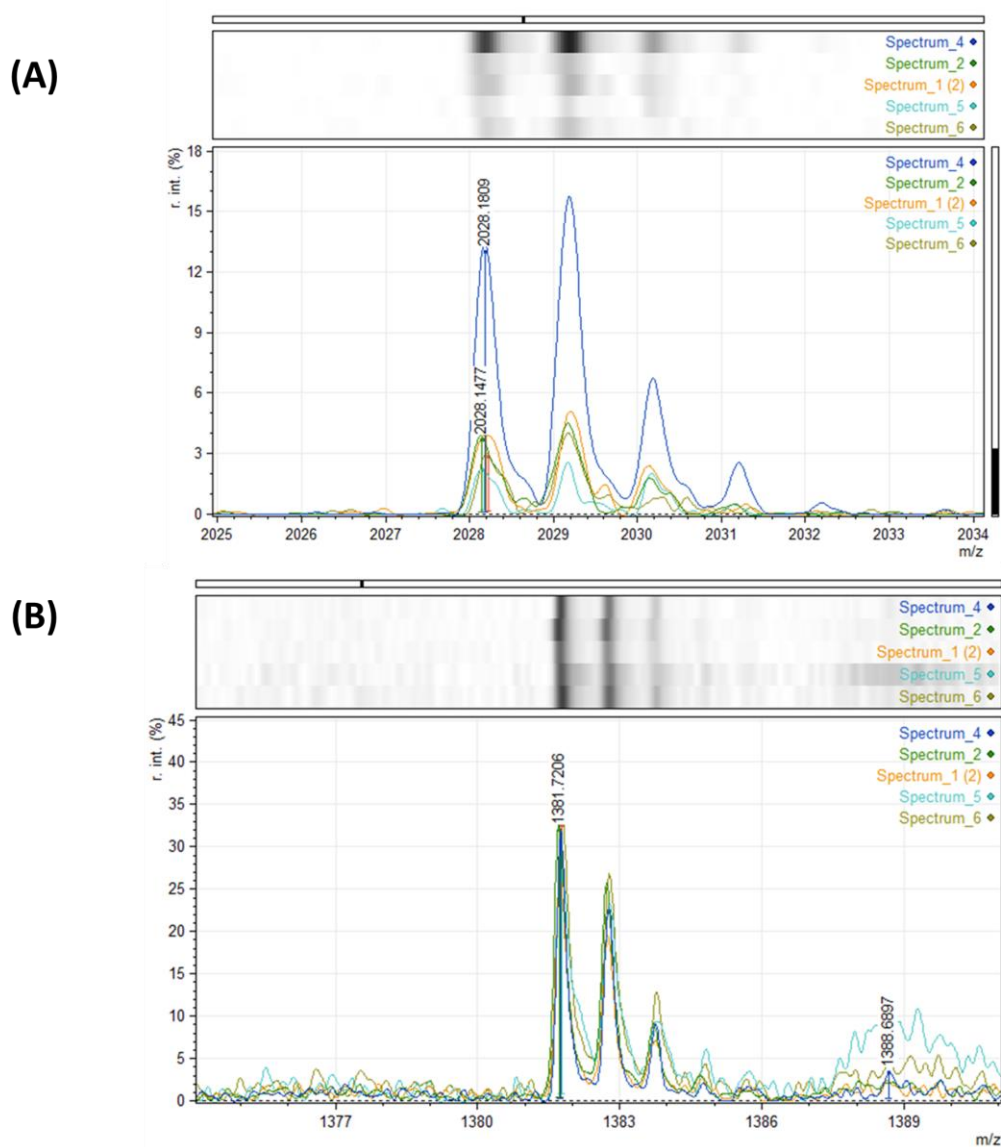 (A)
Spectrum_4
Spectrum_2
Spectrum_1 (2)
Spectrum_5
Spectrum_6
r. int. (%)
18
15
12
9
6
3
0
Spectrum_4
Spectrum_2
Spectrum_1 (2)
Spectrum_5
Spectrum_6
2028.1809
2028.1477
2025 2026 2027 2028 2029 2030 2031 2032 2033 2034
m/z
(B)
Spectrum_4
Spectrum_2
Spectrum_1 (2)
Spectrum_5
Spectrum_6
r. int. (%)
45
40
35
30
25
20
15
10
5
0
Spectrum_4
Spectrum_2
Spectrum_1 (2)
Spectrum_5
Spectrum_6
1381.7206
1388.6897
1377 1380 1383 1386 1389
m/z